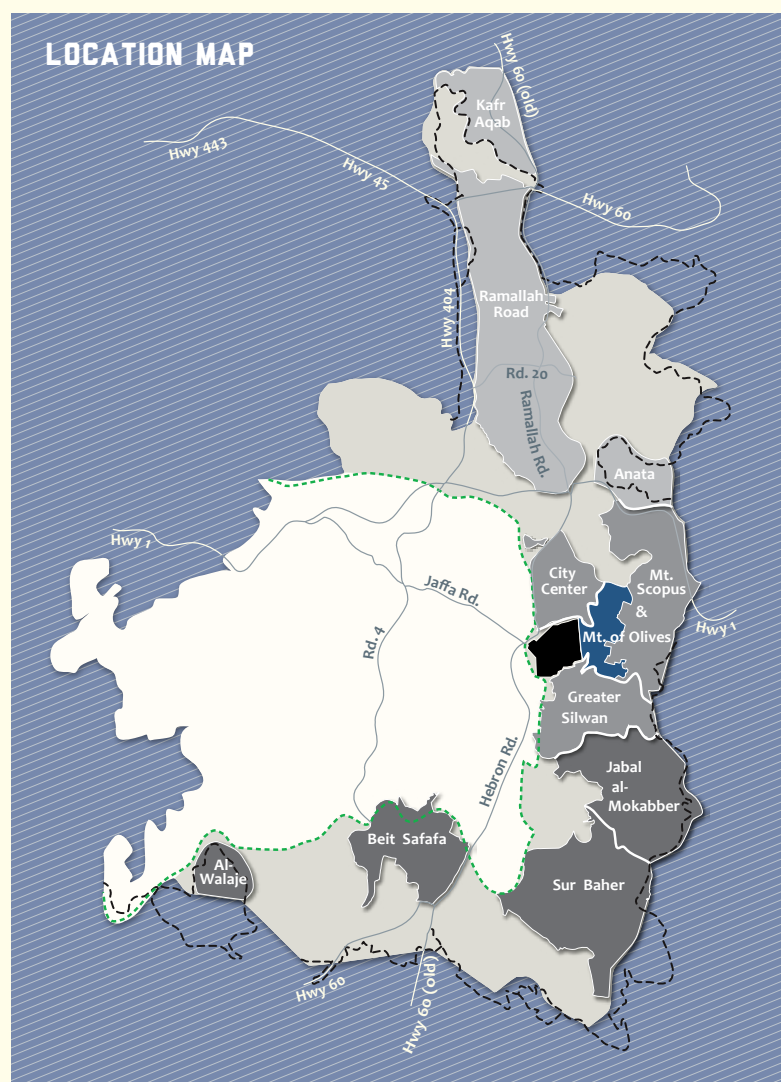 LOCATION MAP
Hwy 60 (old)
Kafr
Aqab
Hwy 443
Hwy 45
Hwy 60
Hwy 404
Ramallah
Road
Rd. 20
Ramallah Rd.
Anata
Hwy 1
City
Center
Mt.
Scopus
&
Mt. of Olives
Jaffa Rd.
Rd. 4
Hwy 1
Greater
Silwan
Hebron Rd.
Jabal
al-
Mokabber
Beit Safafa
Al-
Walaje
Sur Baher
Hwy 60
Hwy 60 (old)